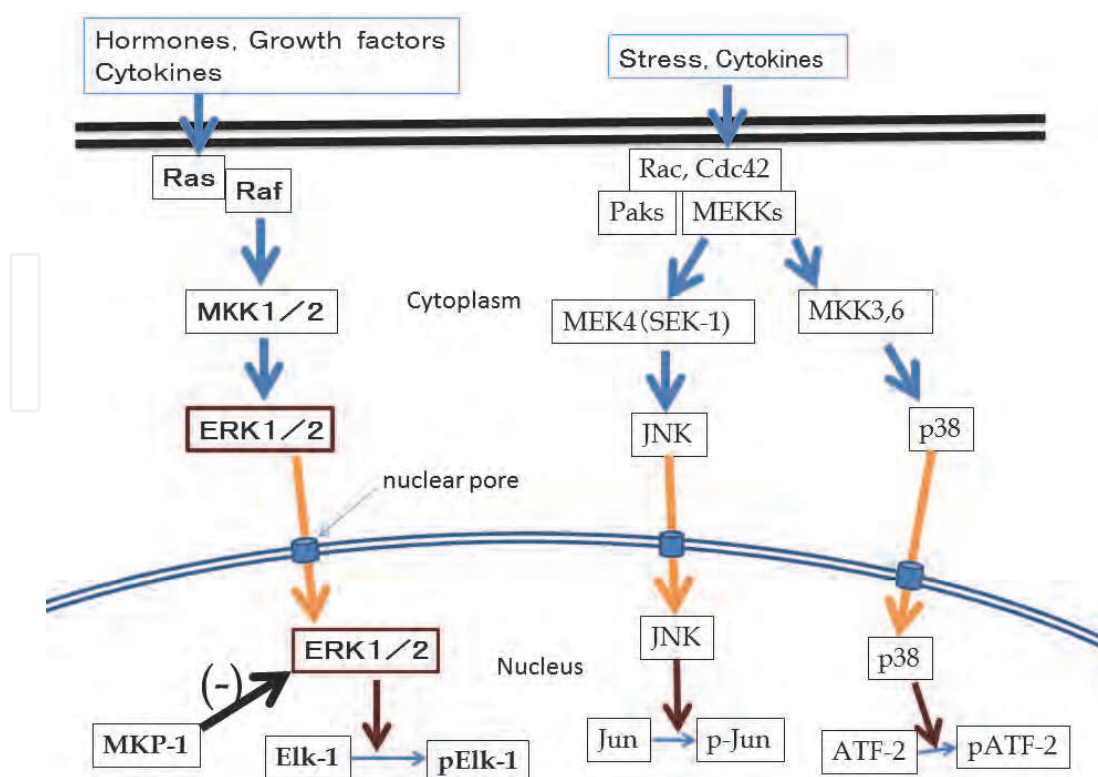 Hormones, Growth factors
Cytokines
Stress, Cytokines
Ras
Raf
Rac, Cdc42
Paks
MEKKs
MKK1/2
Cytoplasm
MEK4(SEK-1)
MKK3,6
ERK1/2
JNK
p38
nuclear pore
ERK1/2
JNK
p38
Nucleus
(-)
MKP-1
Elk-1
pElk-1
Jun
p-Jun
ATF-2
pATF-2